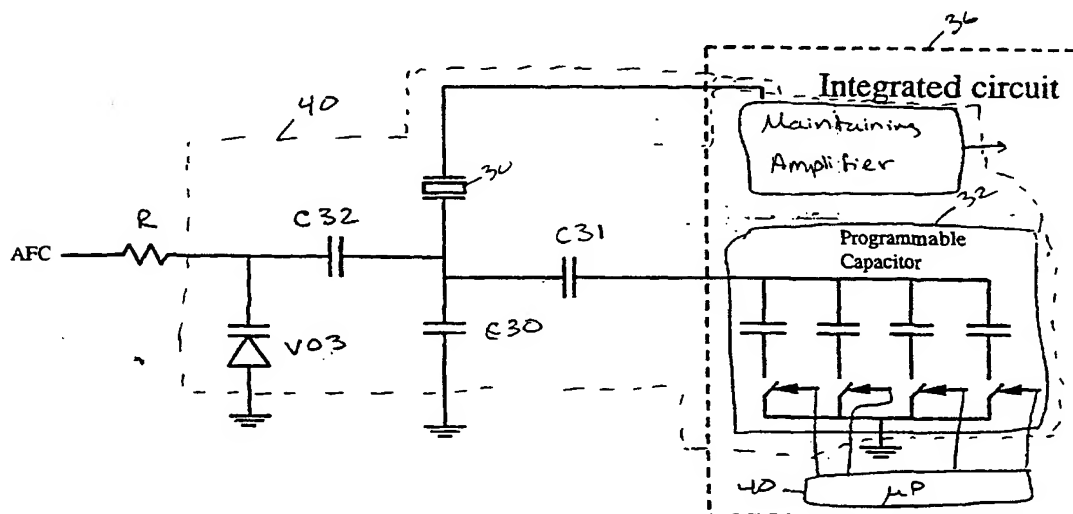 36
Integrated circuit
40
Maintaining
Amplifier
30
32
R
C32
C31
Programmable
Capacitor
AFC
C30
V03
40
μP